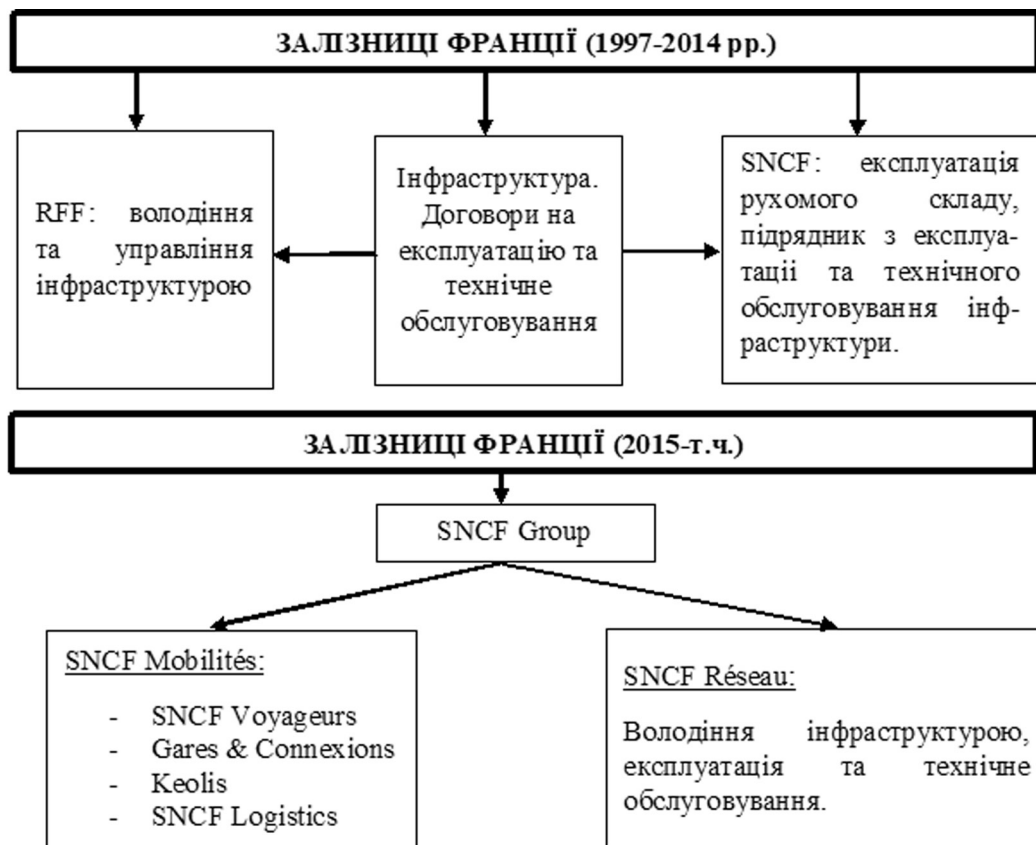 ЗАЛІЗНИЦІ ФРАНЦІЇ (1997-2014 рр.)
RFF: володіння
та управління
інфраструктурою
Інфраструктура.
Договори на
експлуатацію та
технічне
обслуговування
SNCF: експлуатація
рухомого складу,
підрядник з експлуа-
тації та технічного
обслуговування інф-
раструктури.
ЗАЛІЗНИЦІ ФРАНЦІЇ (2015-т.ч.)
SNCF Group
SNCF Mobilités:
- SNCF Voyageurs
- Gares & Connexions
- Keolis
- SNCF Logistics
SNCF Réseau:
Володіння інфраструктурою,
експлуатація та технічне
обслуговування.